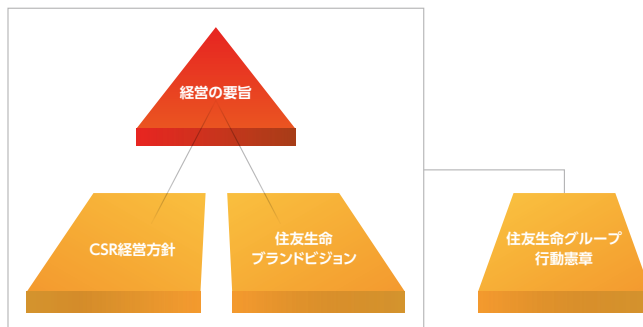 経営の要旨
CSR経営方針
住友生命
ブランドビジョン
住友生命グループ
行動憲章